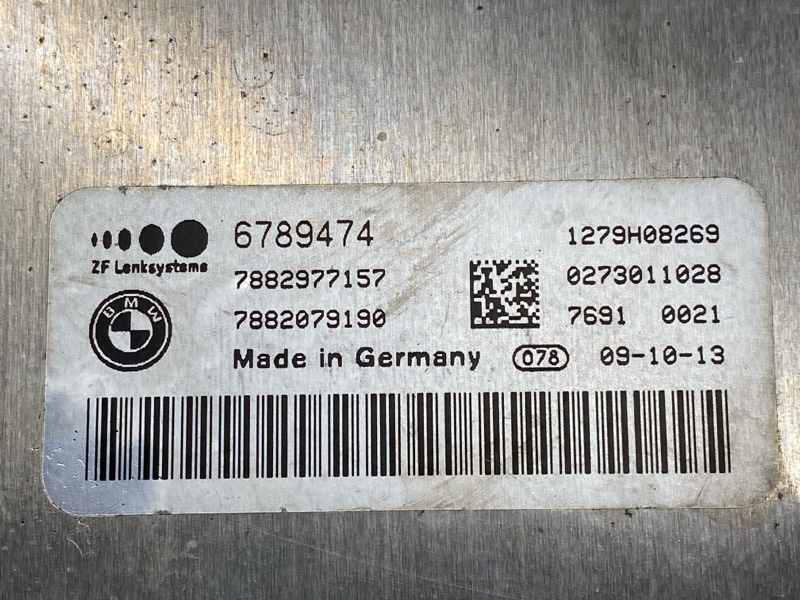 6789474 1279H08269
ZF Lenksysteme
7882977157 0273011028
BMW
7882079190 7691 0021
Made in Germany 078 09-10-13